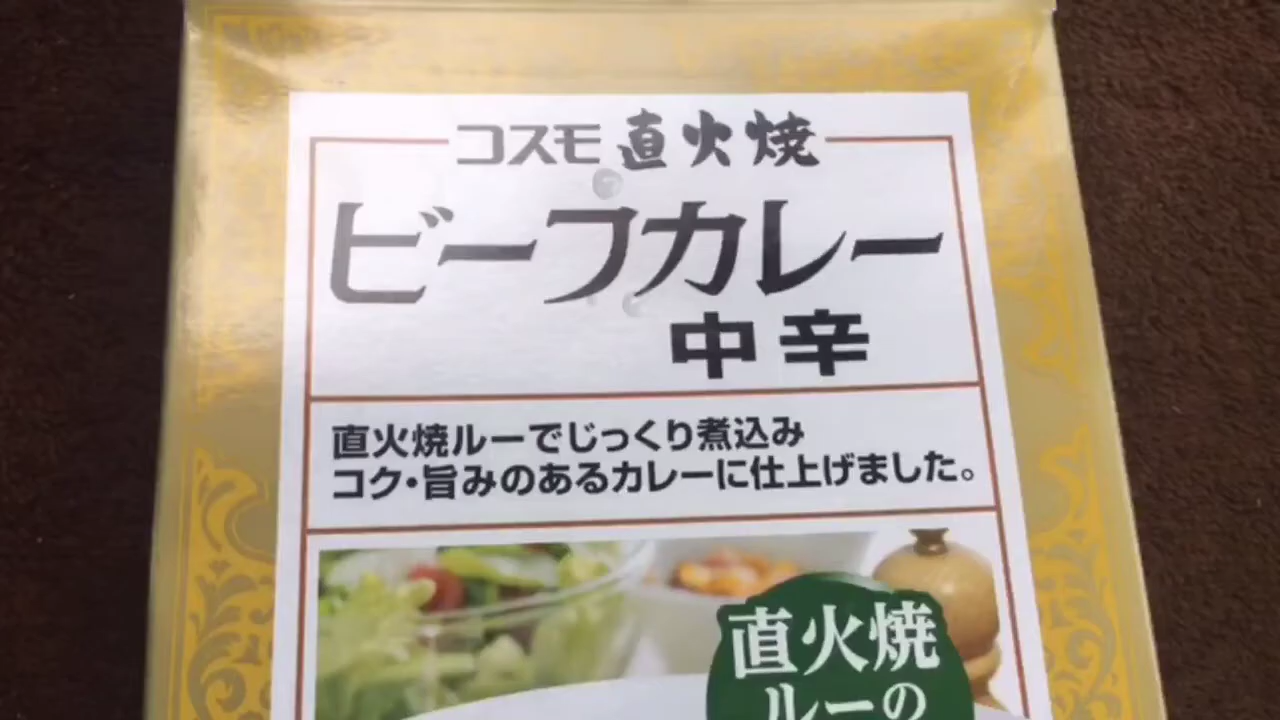 コスモ 直火焼
ビーフカレー
中辛
直火焼ルーでじっくり煮込み
コク・旨みのあるカレーに仕上げました。
直火焼
ルーの